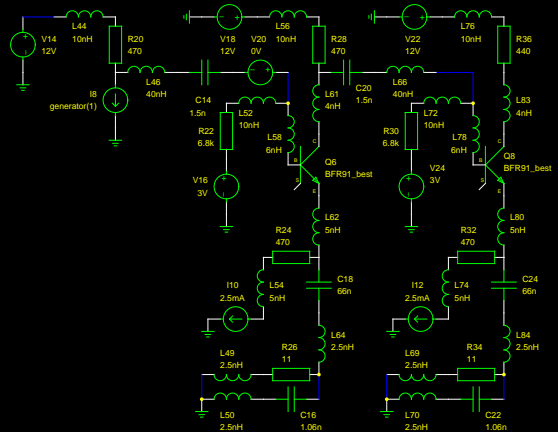 L44
10nH
V14
12V
R20
470
L46
40nH
I8
generator(1)
C14
1.5n
V18
12V
V20
0V
L56
10nH
R28
470
L61
4nH
C20
1.5n
L52
10nH
R22
6.8k
L58
6nH
V16
3V
C
B
S
E
Q6
BFR91_best
L62
5nH
R24
470
L54
5nH
I10
2.5mA
C18
66n
L64
2.5nH
L49
2.5nH
R26
11
L50
2.5nH
C16
1.06n
V22
12V
L76
10nH
R36
440
L83
4nH
L66
40nH
L72
10nH
R30
6.8k
L78
6nH
V24
3V
C
B
S
E
Q8
BFR91_best
L80
5nH
R32
470
L74
5nH
I12
2.5mA
C24
66n
L84
2.5nH
L69
2.5nH
R34
11
L70
2.5nH
C22
1.06n